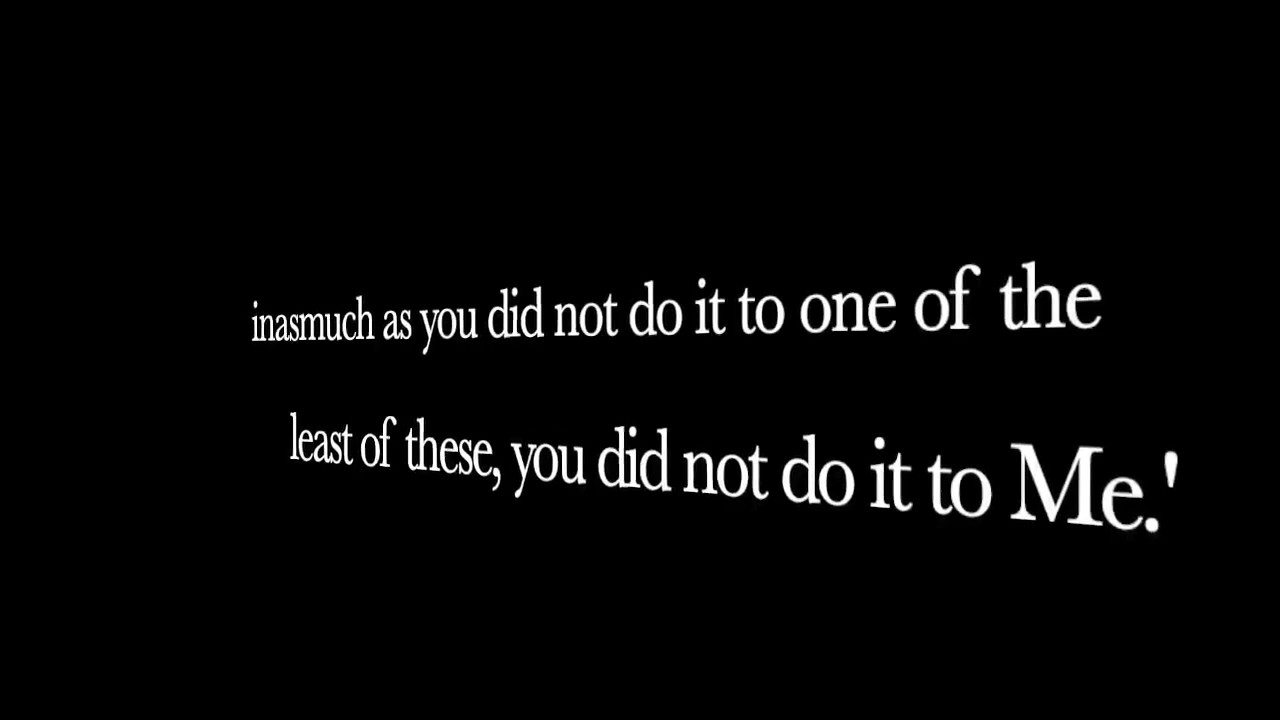 inasmuch as you did not do it to one of the
least of these, you did not do it to Me.'